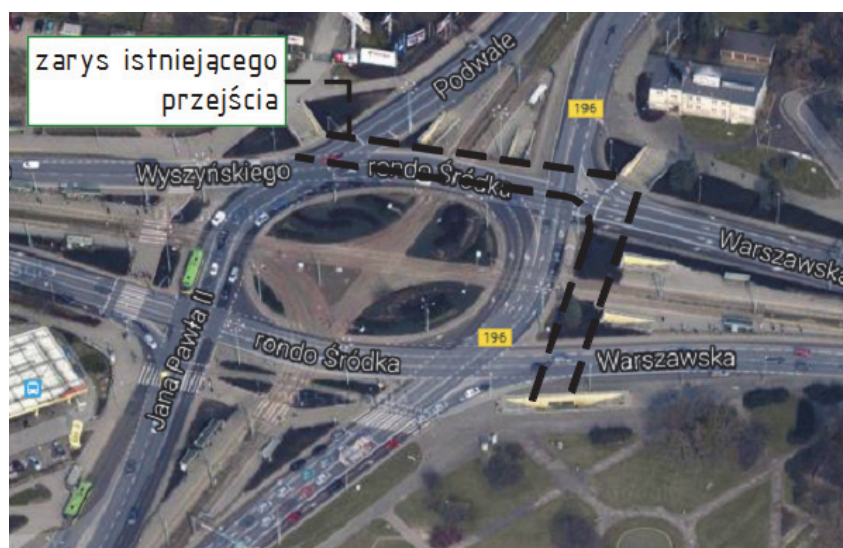 zarys istniejącego
przejścia
Podwale
196
Wyszyńskiego
rondo Śródka
Warszawska
Jana Pawła II
rondo Śródka
196
Warszawska